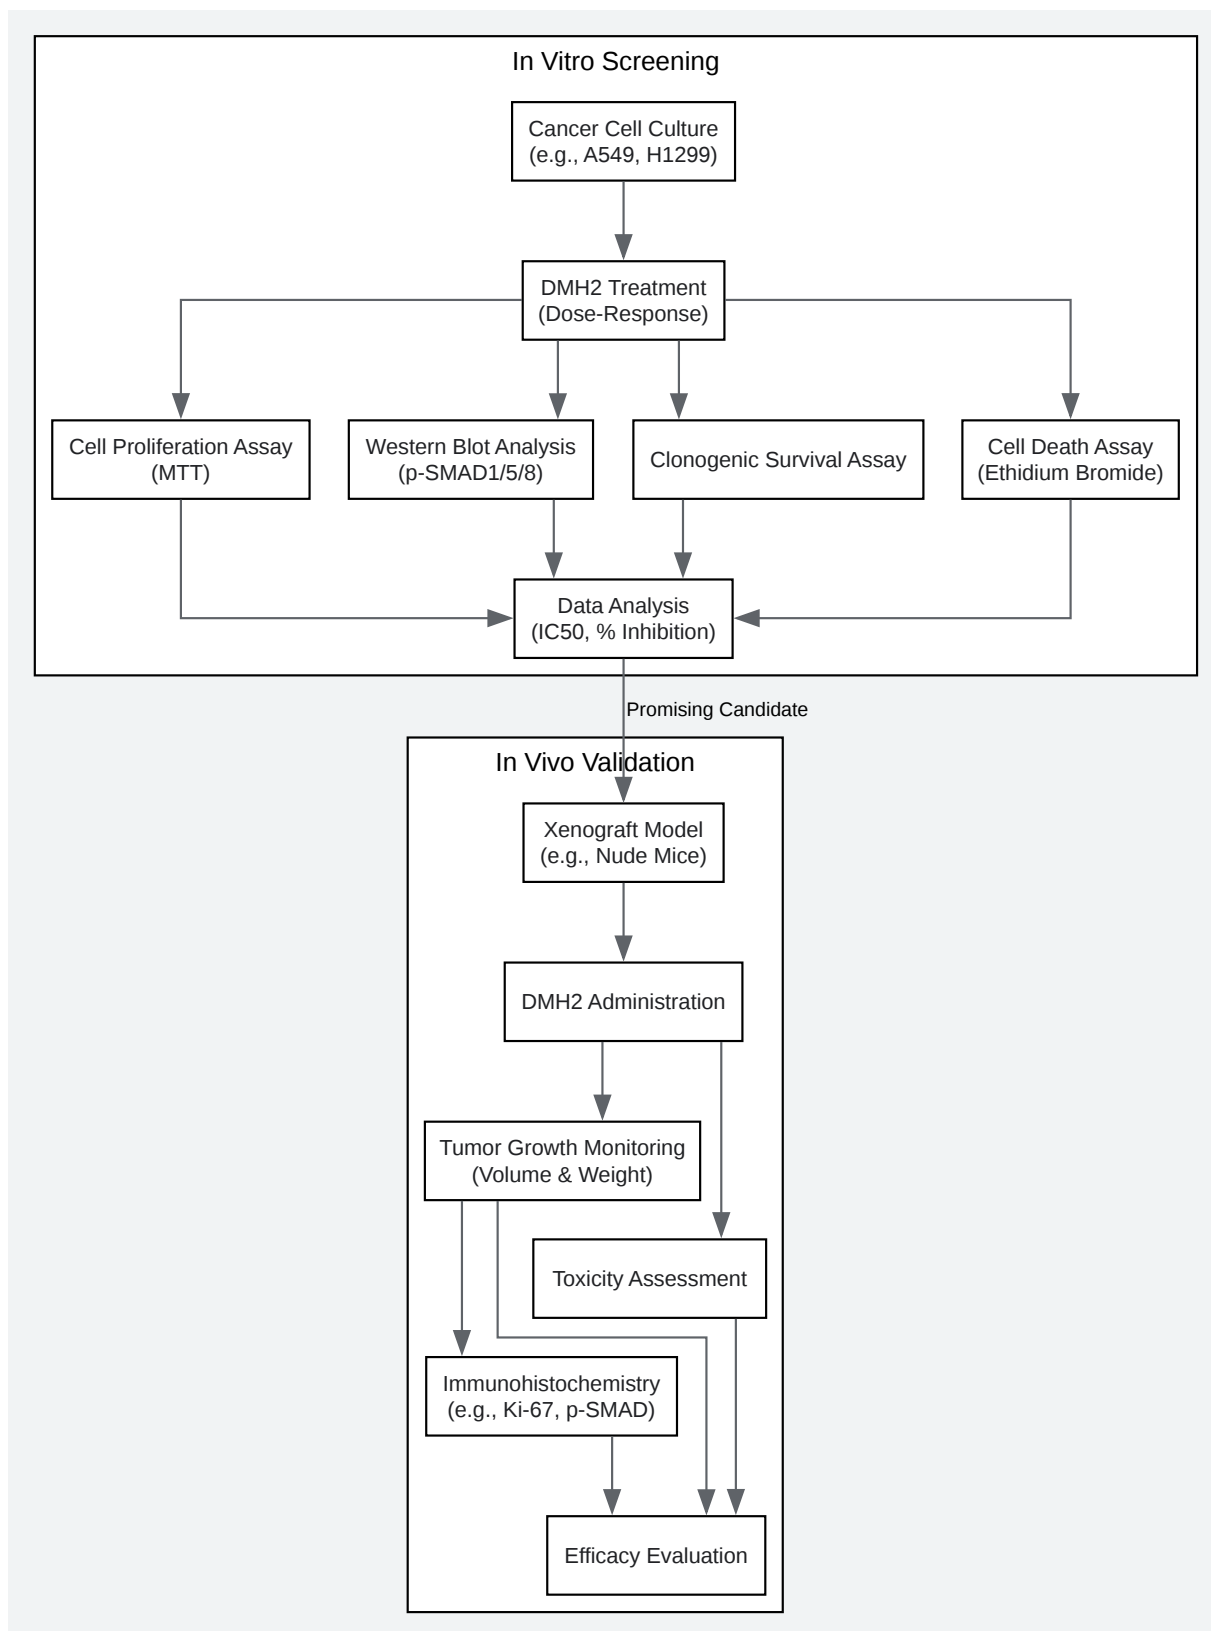 In Vitro Screening
Cancer Cell Culture
(e.g., A549, H1299)
DMH2 Treatment
(Dose-Response)
Cell Proliferation Assay
(MTT)
Western Blot Analysis
(p-SMAD1/5/8)
Clonogenic Survival Assay
Cell Death Assay
(Ethidium Bromide)
Data Analysis
(IC50, % Inhibition)
Promising Candidate
In Vivo Validation
Xenograft Model
(e.g., Nude Mice)
DMH2 Administration
Tumor Growth Monitoring
(Volume & Weight)
Toxicity Assessment
Immunohistochemistry
(e.g., Ki-67, p-SMAD)
Efficacy Evaluation